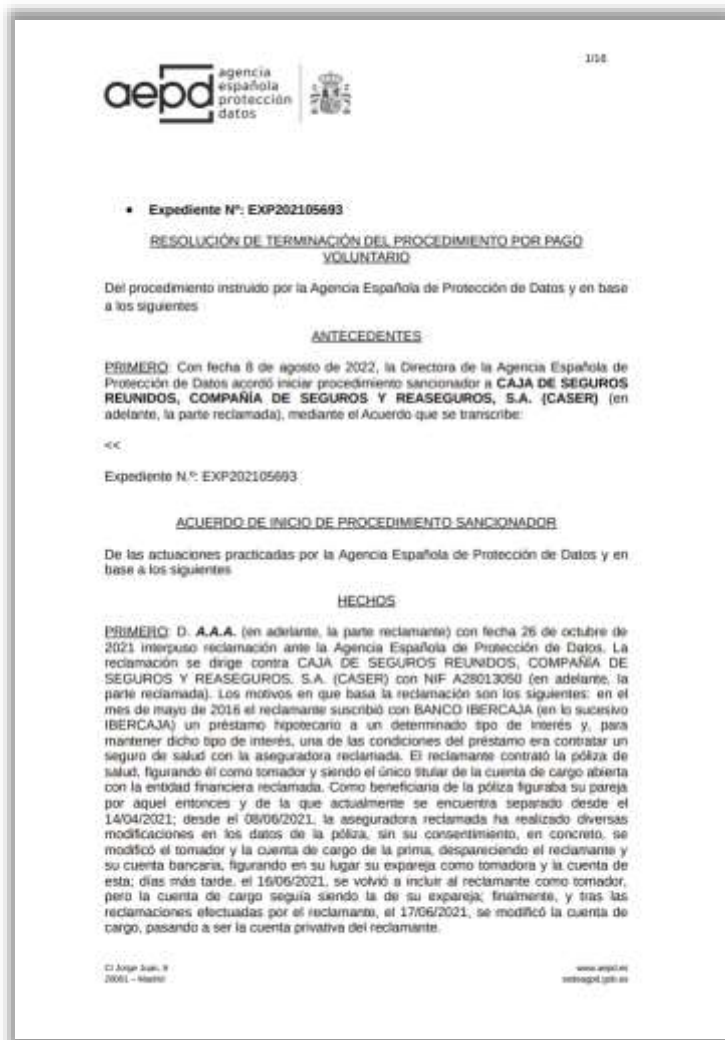 1/16
aepd
agencia
española
protección
datos
• Expediente Nº: EXP202105693
RESOLUCIÓN DE TERMINACIÓN DEL PROCEDIMIENTO POR PAGO
VOLUNTARIO
Del procedimiento instruido por la Agencia Española de Protección de Datos y en base
a los siguientes
ANTECEDENTES
PRIMERO: Con fecha 8 de agosto de 2022, la Directora de la Agencia Española de
Protección de Datos acordó iniciar procedimiento sancionador a CAJA DE SEGUROS
REUNIDOS, COMPAÑÍA DE SEGUROS Y REASEGUROS, S.A. (CASER) (en
adelante, la parte reclamada), mediante el Acuerdo que se transcribe:
<<
Expediente N.º: EXP202105693
ACUERDO DE INICIO DE PROCEDIMIENTO SANCIONADOR
De las actuaciones practicadas por la Agencia Española de Protección de Datos y en
base a los siguientes
HECHOS
PRIMERO: D. A.A.A. (en adelante, la parte reclamante) con fecha 26 de octubre de
2021 interpuso reclamación ante la Agencia Española de Protección de Datos. La
reclamación se dirige contra CAJA DE SEGUROS REUNIDOS, COMPAÑÍA DE
SEGUROS Y REASEGUROS, S.A. (CASER) con NIF A28013050 (en adelante, la
parte reclamada). Los motivos en que basa la reclamación son los siguientes: en el
mes de mayo de 2016 el reclamante suscribió con BANCO IBERCAJA (en lo sucesivo
IBERCAJA) un préstamo hipotecario a un determinado tipo de interés y, para
mantener dicho tipo de interés, una de las condiciones del préstamo era contratar un
seguro de salud con la aseguradora reclamada. El reclamante contrató la póliza de
salud, figurando él como tomador y siendo el único titular de la cuenta de cargo abierta
con la entidad financiera reclamada. Como beneficiaria de la póliza figuraba su pareja
por aquel entonces y de la que actualmente se encuentra separado desde el
14/04/2021; desde el 08/06/2021, la aseguradora reclamada ha realizado diversas
modificaciones en los datos de la póliza, sin su consentimiento, en concreto, se
modificó el tomador y la cuenta de cargo de la prima, despareciendo el reclamante y
su cuenta bancaria, figurando en su lugar su expareja como tomadora y la cuenta de
esta; días más tarde, el 16/06/2021, se volvió a incluir al reclamante como tomador,
pero la cuenta de cargo seguía siendo la de su expareja; finalmente, y tras las
reclamaciones efectuadas por el reclamante, el 17/06/2021, se modificó la cuenta de
cargo, pasando a ser la cuenta privativa del reclamante.
C/ Jorge Juan, 6
28001 – Madrid
www.aepd.es
sedeagpd.gob.es